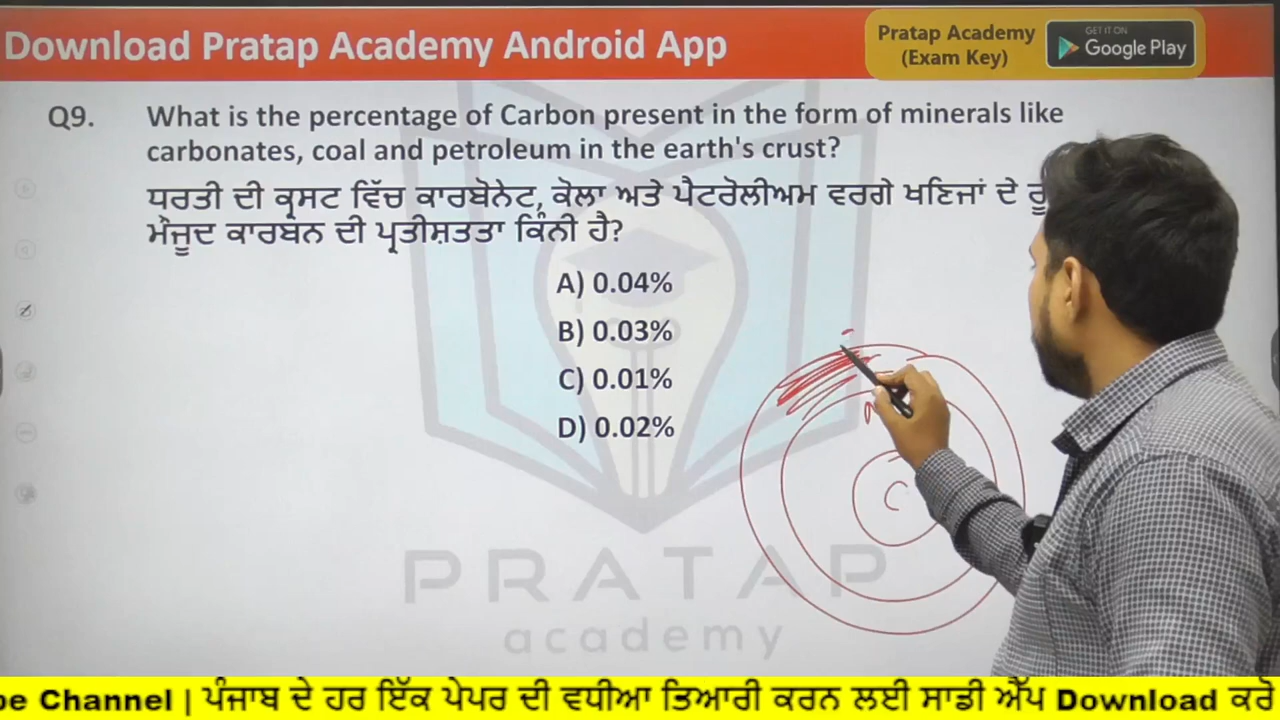 Download Pratap Academy Android App
Pratap Academy
(Exam Key)
GET IT ON
Google Play
Q9. What is the percentage of Carbon present in the form of minerals like
carbonates, coal and petroleum in the earth's crust?
ਧਰਤੀ ਦੀ ਕ੍ਰਸਟ ਵਿੱਚ ਕਾਰਬੋਨੇਟ, ਕੋਲਾ ਅਤੇ ਪੈਟਰੋਲੀਅਮ ਵਰਗੇ ਖਣਿਜਾਂ ਦੇ
ਮੌਜੂਦ ਕਾਰਬਨ ਦੀ ਪ੍ਰਤੀਸ਼ਤਤਾ ਕਿੰਨੀ ਹੈ?
A) 0.04%
B) 0.03%
C) 0.01%
D) 0.02%
C
PRATAP
academy
Channel | ਪੰਜਾਬ ਦੇ ਹਰ ਇੱਕ ਪੇਪਰ ਦੀ ਵਧੀਆ ਤਿਆਰੀ ਕਰਨ ਲਈ ਸਾਡੀ ਐੱਪ Download ਕਰੋ